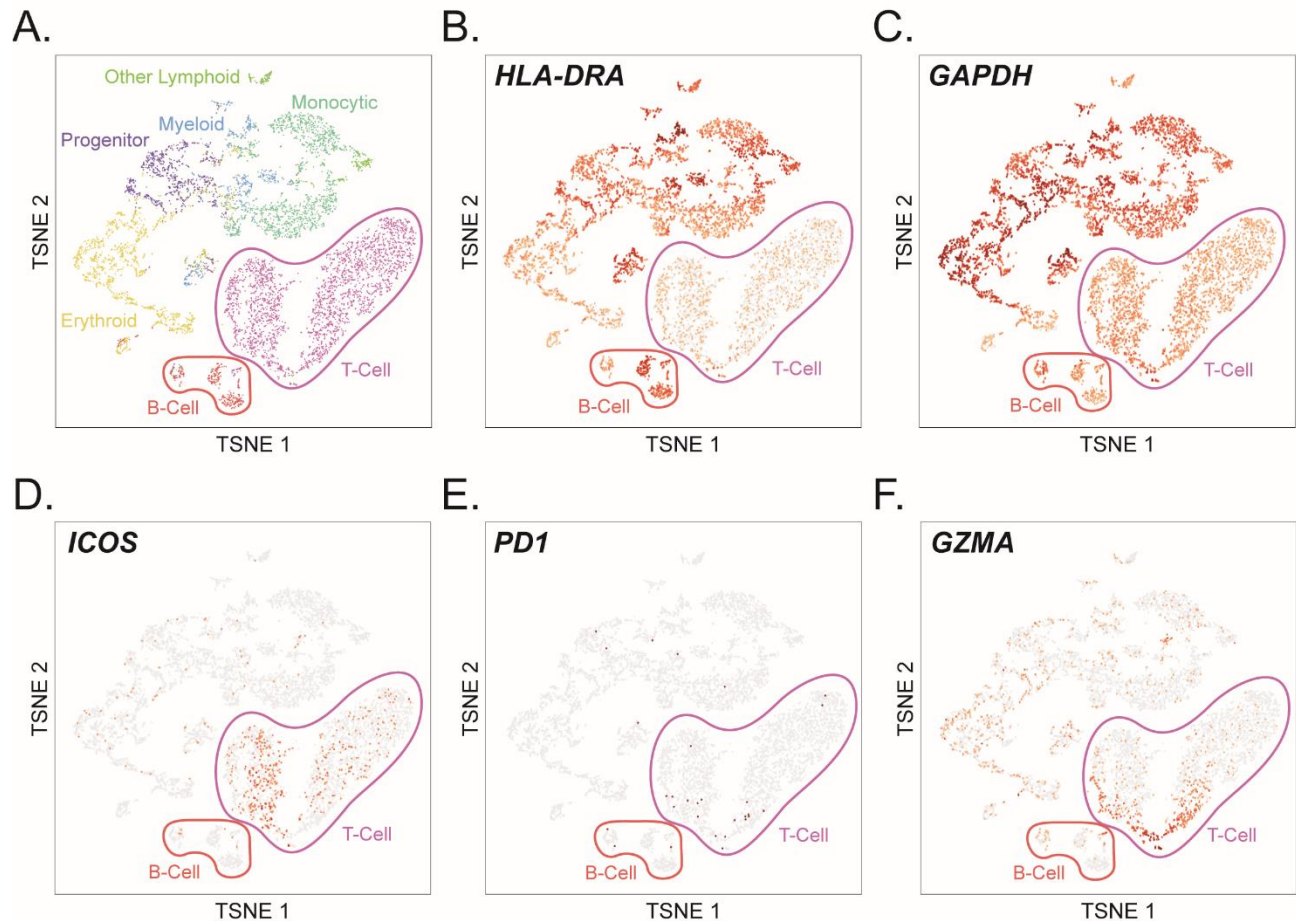 A.
B.
C.
Other Lymphoid
Monocytic
Myeloid
Progenitor
Erythroid
T-Cell
B-Cell
TSNE 2
TSNE 1
HLA-DRA
T-Cell
B-Cell
TSNE 2
TSNE 1
GAPDH
T-Cell
B-Cell
TSNE 2
TSNE 1
D.
E.
F.
ICOS
T-Cell
B-Cell
TSNE 2
TSNE 1
PD1
T-Cell
B-Cell
TSNE 2
TSNE 1
GZMA
T-Cell
B-Cell
TSNE 2
TSNE 1